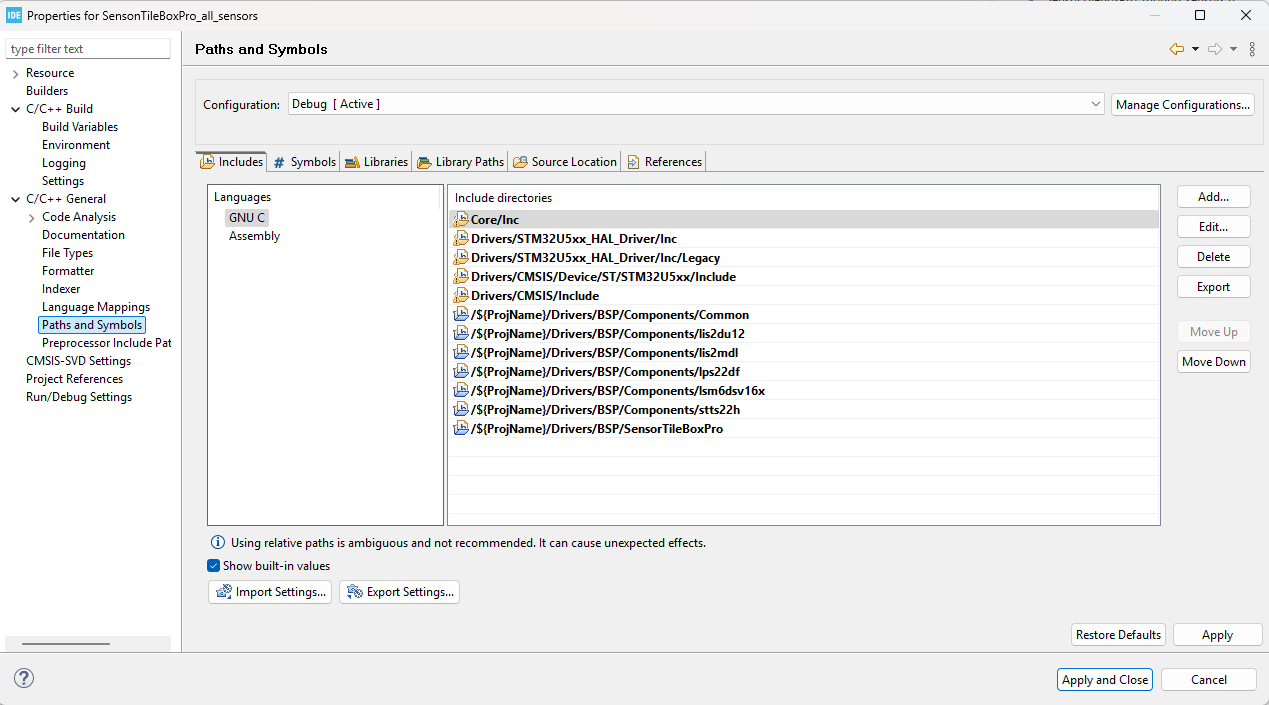 IDE Properties for SensonTileBoxPro_all_sensors
type filter text
Resource
Builders
C/C++ Build
Build Variables
Environment
Logging
Settings
C/C++ General
Code Analysis
Documentation
File Types
Formatter
Indexer
Language Mappings
Paths and Symbols
Preprocessor Include Pat
CMSIS-SVD Settings
Project References
Run/Debug Settings
Paths and Symbols
Configuration: Debug [ Active ] Manage Configurations...
Includes # Symbols Libraries Library Paths Source Location References
Languages
GNU C
Assembly
Include directories
Core/Inc
Drivers/STM32U5xx_HAL_Driver/Inc
Drivers/STM32U5xx_HAL_Driver/Inc/Legacy
Drivers/CMSIS/Device/ST/STM32U5xx/Include
Drivers/CMSIS/Include
/${ProjName}/Drivers/BSP/Components/Common
/${ProjName}/Drivers/BSP/Components/lis2du12
/${ProjName}/Drivers/BSP/Components/lis2mdl
/${ProjName}/Drivers/BSP/Components/lps22df
/${ProjName}/Drivers/BSP/Components/lsm6dsv16x
/${ProjName}/Drivers/BSP/Components/stts22h
/${ProjName}/Drivers/BSP/SensorTileBoxPro
Add...
Edit...
Delete
Export
Move Up
Move Down
Using relative paths is ambiguous and not recommended. It can cause unexpected effects.
Show built-in values
Import Settings... Export Settings...
Restore Defaults Apply
? Apply and Close Cancel